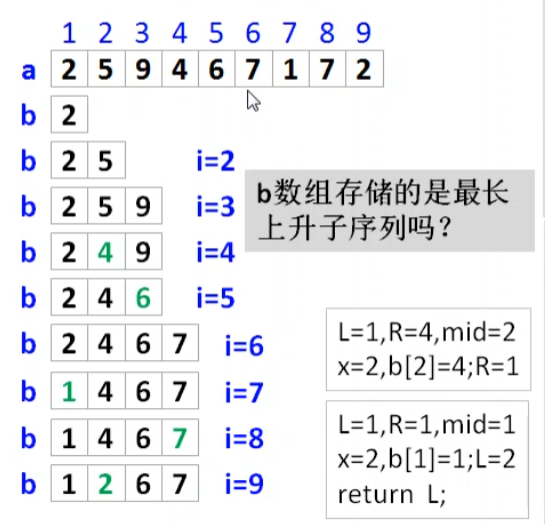 1 2 3 4 5 6 7 8 9
a 2 5 9 4 6 7 1 7 2
b 2
b 2 5 i=2
b 2 5 9 i=3
b数组存储的是最长
上升子序列吗？
b 2 4 9 i=4
b 2 4 6 i=5
b 2 4 6 7 i=6
L=1,R=4,mid=2
x=2,b[2]=4;R=1
b 1 4 6 7 i=7
b 1 4 6 7 i=8
b 1 2 6 7 i=9
L=1,R=1,mid=1
x=2,b[1]=1;L=2
return L;